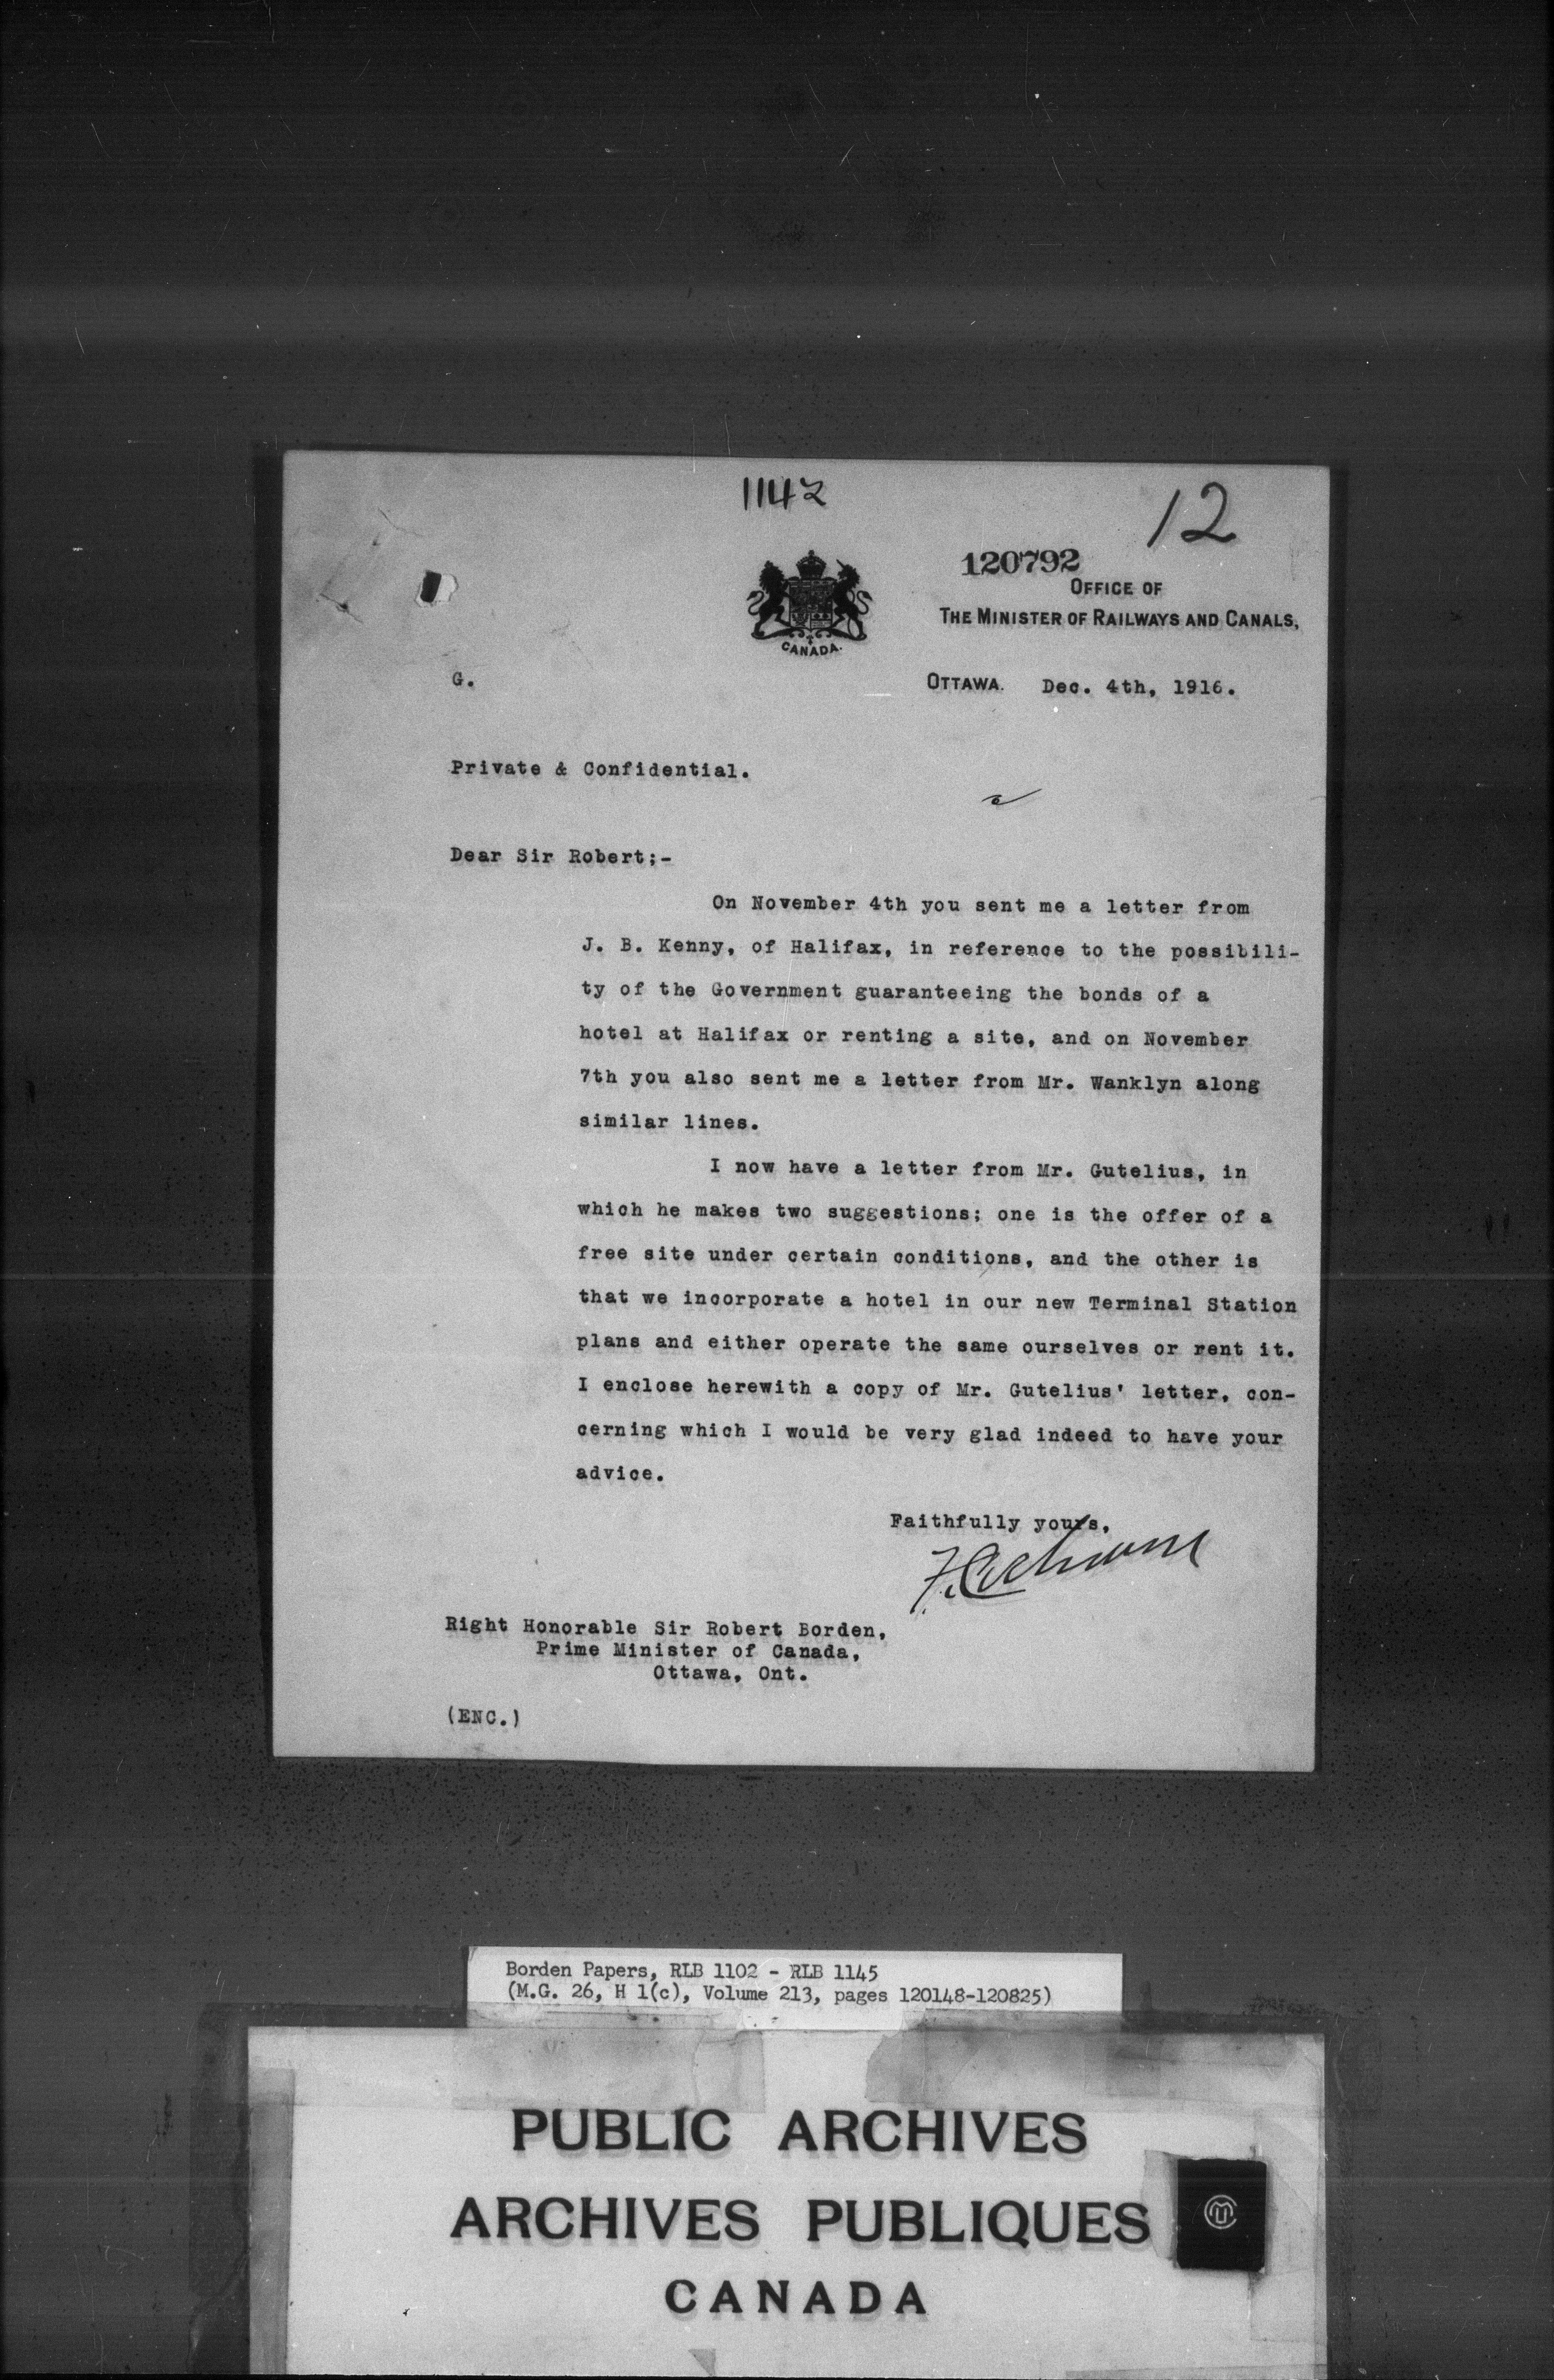 1142
12
120792
OFFICE OF
THE MINISTER OF RAILWAYS AND CANALS,
CANADA.
G.
OTTAWA. Dec. 4th, 1916.
Private & Confidential.
Dear Sir Robert;-
On November 4th you sent me a letter from
J. B. Kenny, of Halifax, in reference to the possibili-
ty of the Government guaranteeing the bonds of a
hotel at Halifax or renting a site, and on November
7th you also sent me a letter from Mr. Wanklyn along
similar lines.
I now have a letter from Mr. Gutelius, in
which he makes two suggestions; one is the offer of a
free site under certain conditions, and the other is
that we incorporate a hotel in our new Terminal Station
plans and either operate the same ourselves or rent it.
I enclose herewith a copy of Mr. Gutelius' letter, con-
cerning which I would be very glad indeed to have your
advice.
Faithfully yours,
F. Cochrane
Right Honorable Sir Robert Borden,
Prime Minister of Canada,
Ottawa, Ont.
(ENC.)
Borden Papers, RLB 1102 - RLB 1145
(M.G. 26, H 1(c), Volume 213, pages 120148-120825)
PUBLIC ARCHIVES
ARCHIVES PUBLIQUES
CANADA